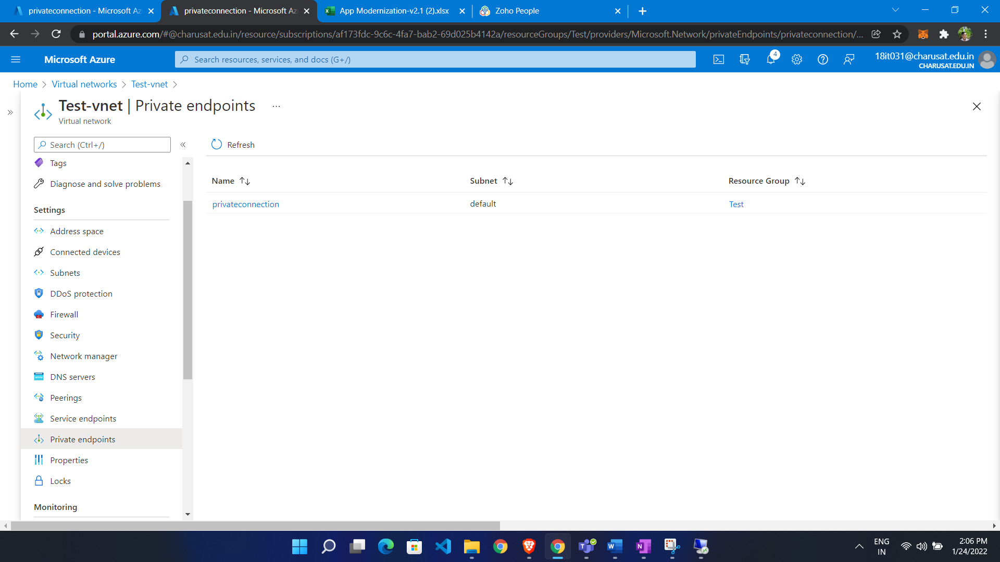 privateconnection - Microsoft Az
privateconnection - Microsoft Az
App Modernization-v2.1 (2).xlsx
Zoho People
portal.azure.com/#@charusat.edu.in/resource/subscriptions/af173fdc-9c6c-4fa7-bab2-69d025b4142a/resourceGroups/Test/providers/Microsoft.Network/privateEndpoints/privateconnection/...
Microsoft Azure
Search resources, services, and docs (G+/)
4
18it031@charusat.edu.in
CHARUSAT.EDU.IN
Home > Virtual networks > Test-vnet >
Test-vnet | Private endpoints ...
Virtual network
Search (Ctrl+/)
«
Refresh
Tags
Diagnose and solve problems
Settings
Address space
Connected devices
Subnets
DDoS protection
Firewall
Security
Network manager
DNS servers
Peerings
Service endpoints
Private endpoints
Properties
Locks
Monitoring
Name ↑↓ Subnet ↑↓ Resource Group ↑↓
privateconnection default Test
ENG
IN
2:06 PM
1/24/2022